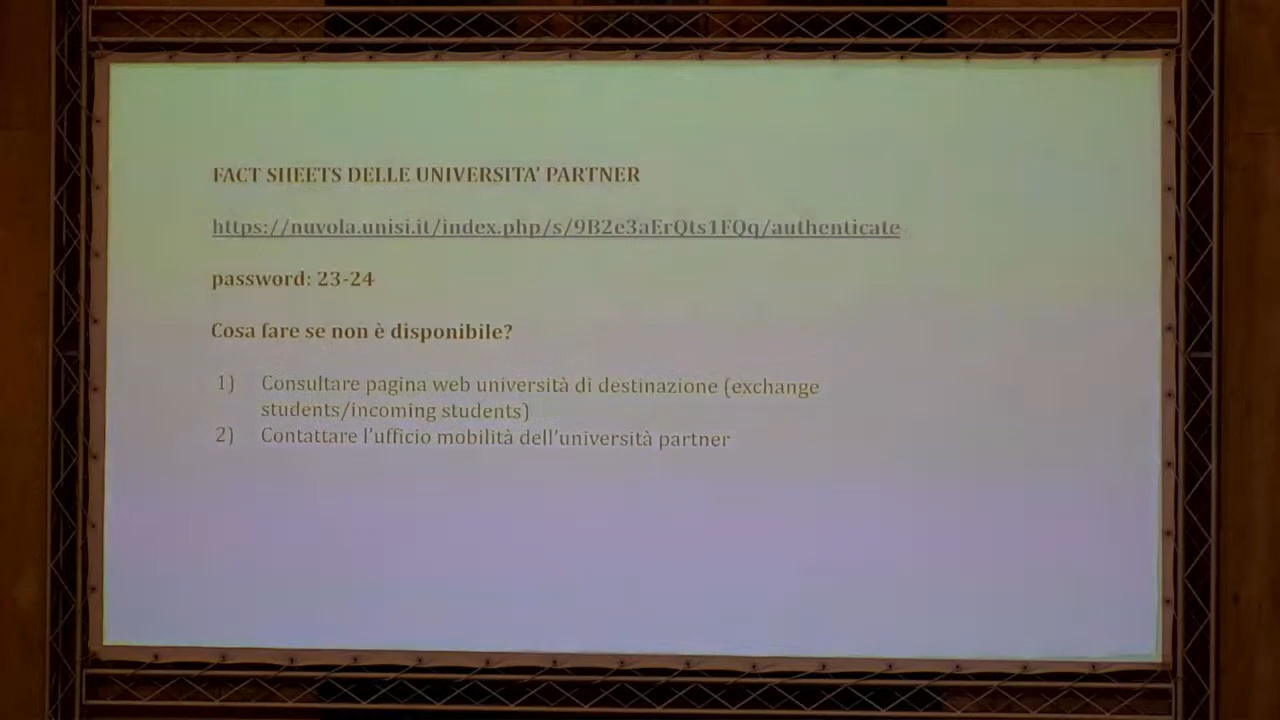 FACT SHEETS DELLE UNIVERSITA' PARTNER
https://nuvola.unisi.it/index.php/s/9B2e3aErQts1FQq/authenticate
password: 23-24
Cosa fare se non è disponibile?
1) Consultare pagina web università di destinazione (exchange
students/incoming students)
2) Contattare l'ufficio mobilità dell'università partner